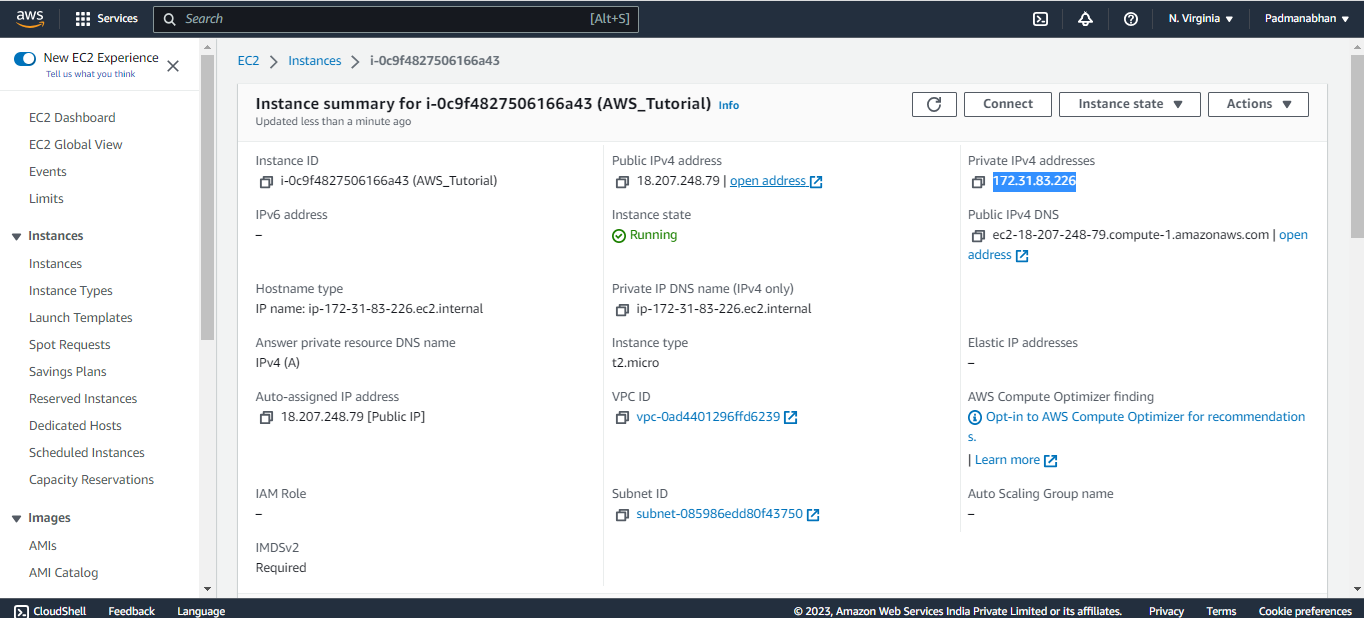 aws Services Search [Alt+S] N. Virginia Padmanabhan
New EC2 Experience
Tell us what you think
EC2 Dashboard
EC2 Global View
Events
Limits
Instances
Instances
Instance Types
Launch Templates
Spot Requests
Savings Plans
Reserved Instances
Dedicated Hosts
Scheduled Instances
Capacity Reservations
Images
AMIs
AMI Catalog
EC2 > Instances > i-0c9f4827506166a43
Instance summary for i-0c9f4827506166a43 (AWS_Tutorial) Info
Updated less than a minute ago
Connect Instance state Actions
Instance ID
i-0c9f4827506166a43 (AWS_Tutorial)
Public IPv4 address
18.207.248.79 | open address
Private IPv4 addresses
172.31.83.226
IPv6 address
–
Instance state
Running
Public IPv4 DNS
ec2-18-207-248-79.compute-1.amazonaws.com | open
address
Hostname type
IP name: ip-172-31-83-226.ec2.internal
Private IP DNS name (IPv4 only)
ip-172-31-83-226.ec2.internal
Answer private resource DNS name
IPv4 (A)
Instance type
t2.micro
Elastic IP addresses
–
Auto-assigned IP address
18.207.248.79 [Public IP]
VPC ID
vpc-0ad4401296ffd6239
AWS Compute Optimizer finding
Opt-in to AWS Compute Optimizer for recommendation
s.
| Learn more
IAM Role
–
Subnet ID
subnet-085986edd80f43750
Auto Scaling Group name
–
IMDSv2
Required
CloudShell Feedback Language © 2023, Amazon Web Services India Private Limited or its affiliates. Privacy Terms Cookie preferences